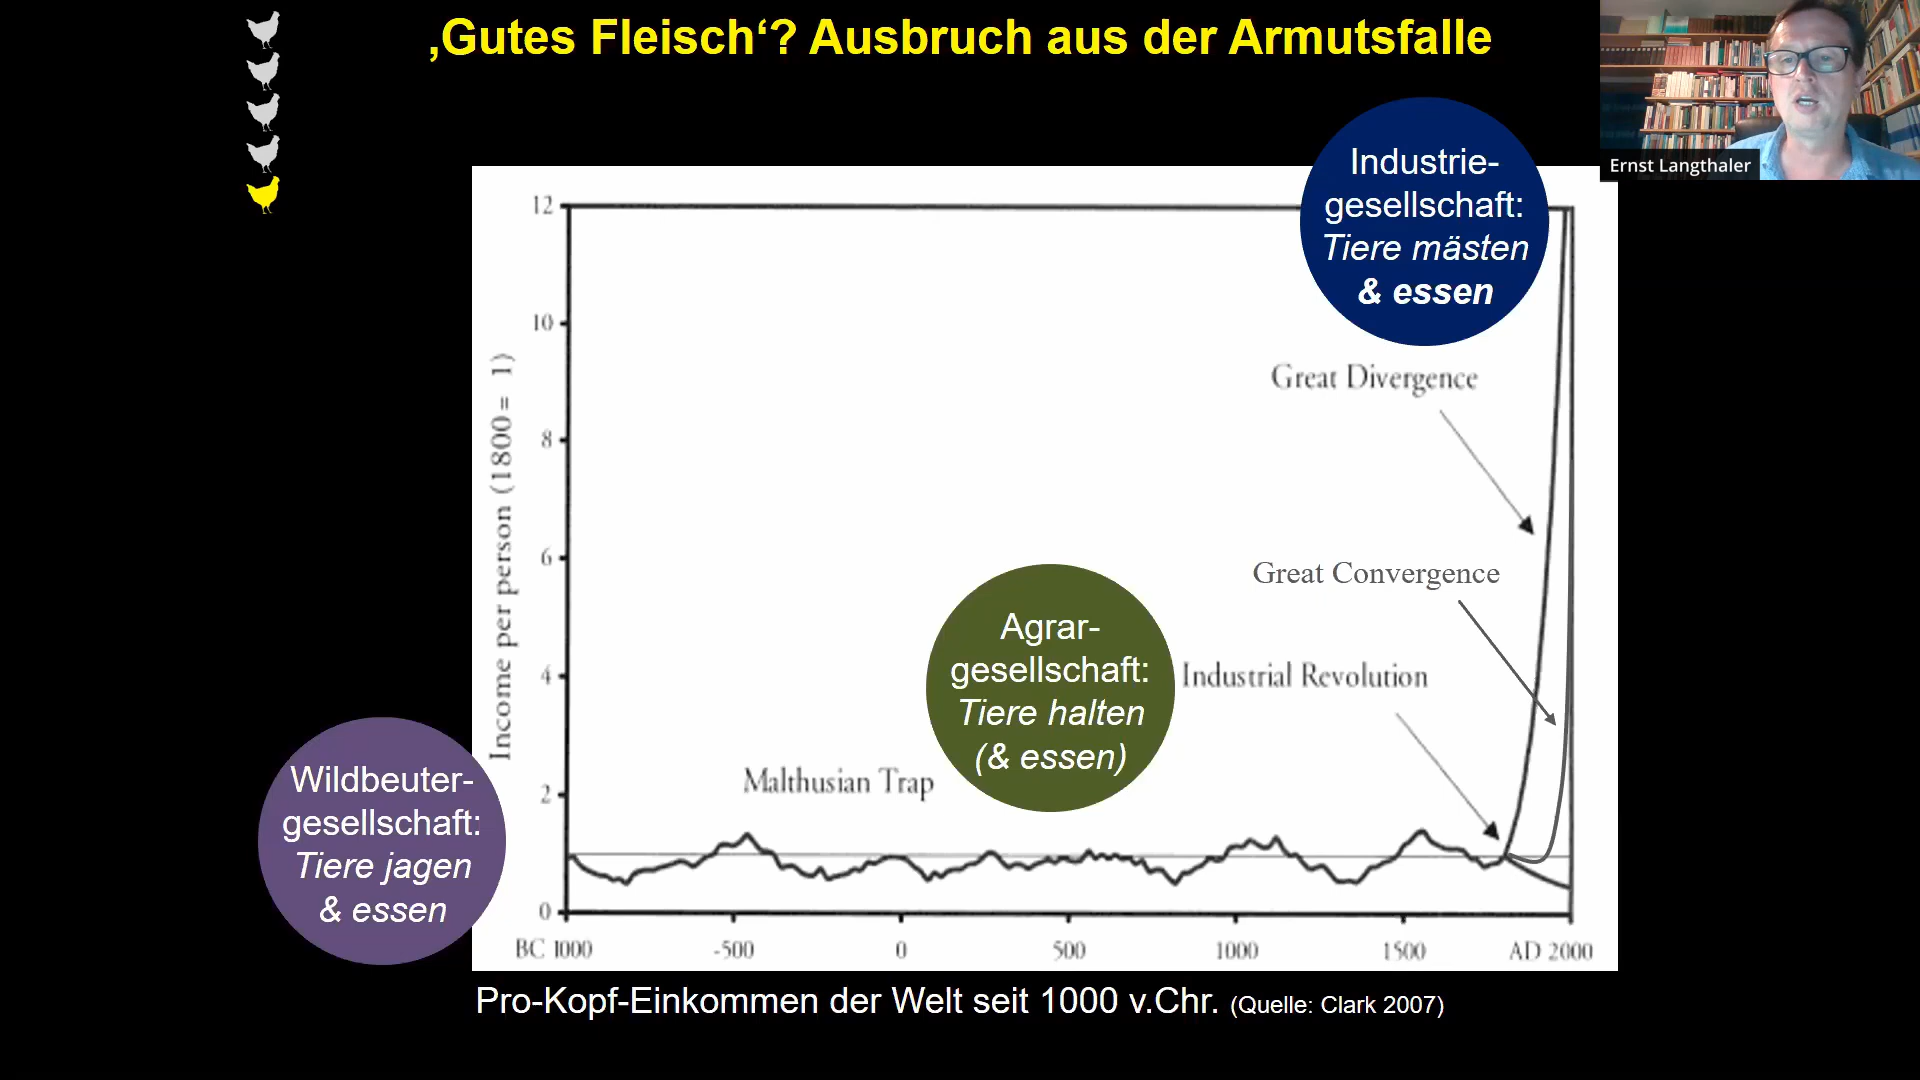 ‚Gutes Fleisch‘? Ausbruch aus der Armutsfalle
Ernst Langthaler
Industrie-
gesellschaft:
Tiere mästen
& essen
12
10
8
6
4
2
0
Income per person (1800 = 1)
Great Divergence
Great Convergence
Industrial Revolution
Agrar-
gesellschaft:
Tiere halten
(& essen)
Malthusian Trap
Wildbeuter-
gesellschaft:
Tiere jagen
& essen
BC 1000 -500 0 500 1000 1500 AD 2000
Pro-Kopf-Einkommen der Welt seit 1000 v.Chr. (Quelle: Clark 2007)